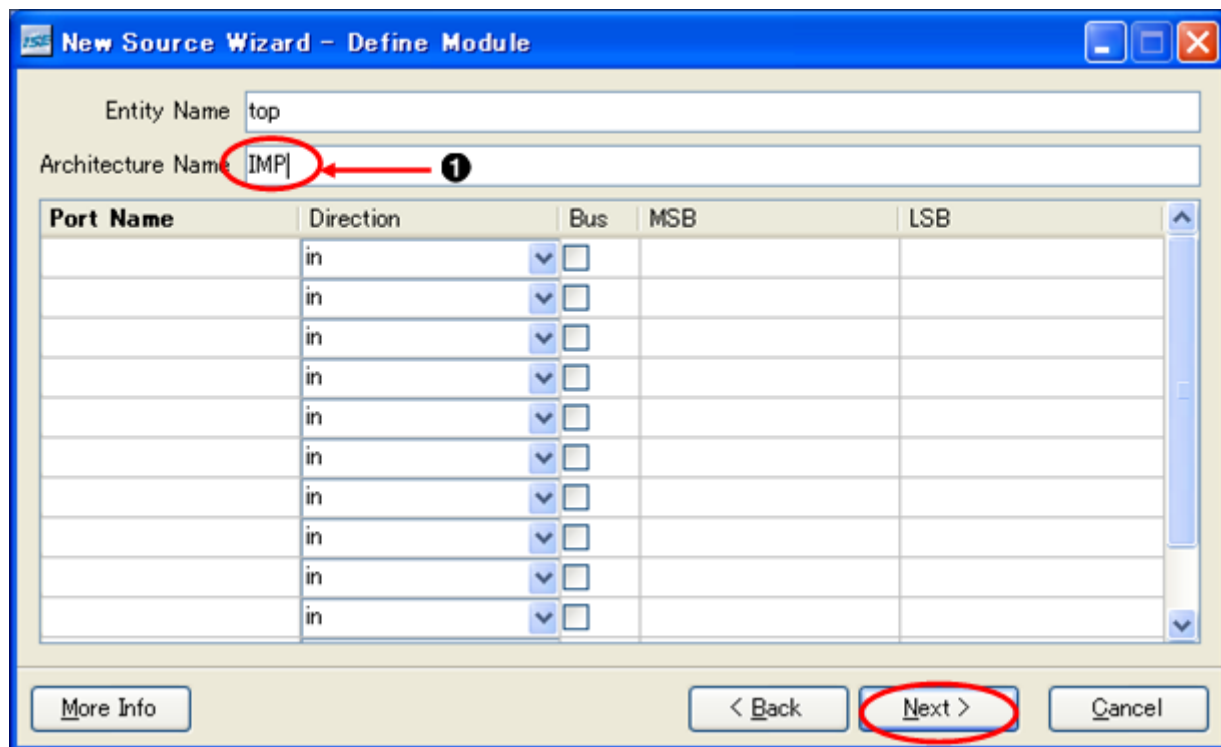 ISE New Source Wizard - Define Module
Entity Name top
Architecture Name IMP ❶
Port Name Direction Bus MSB LSB
in
in
in
in
in
in
in
in
in
in
More Info < Back Next > Cancel